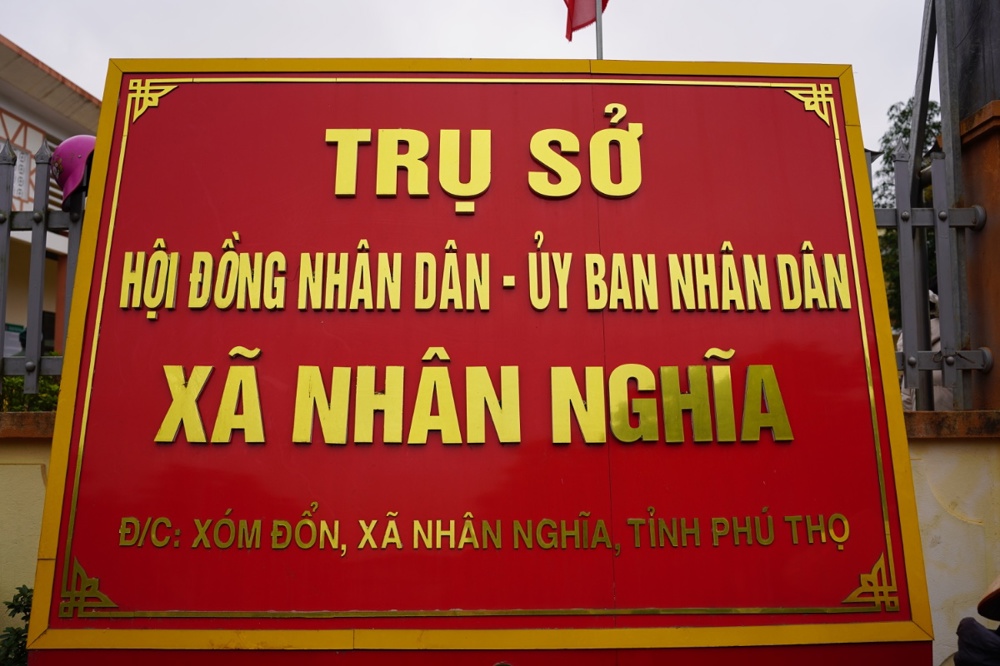 TRỤ SỞ
HỘI ĐỒNG NHÂN DÂN - ỦY BAN NHÂN DÂN
XÃ NHÂN NGHĨA
Đ/C: XÓM ĐỔN, XÃ NHÂN NGHĨA, TỈNH PHÚ THỌ